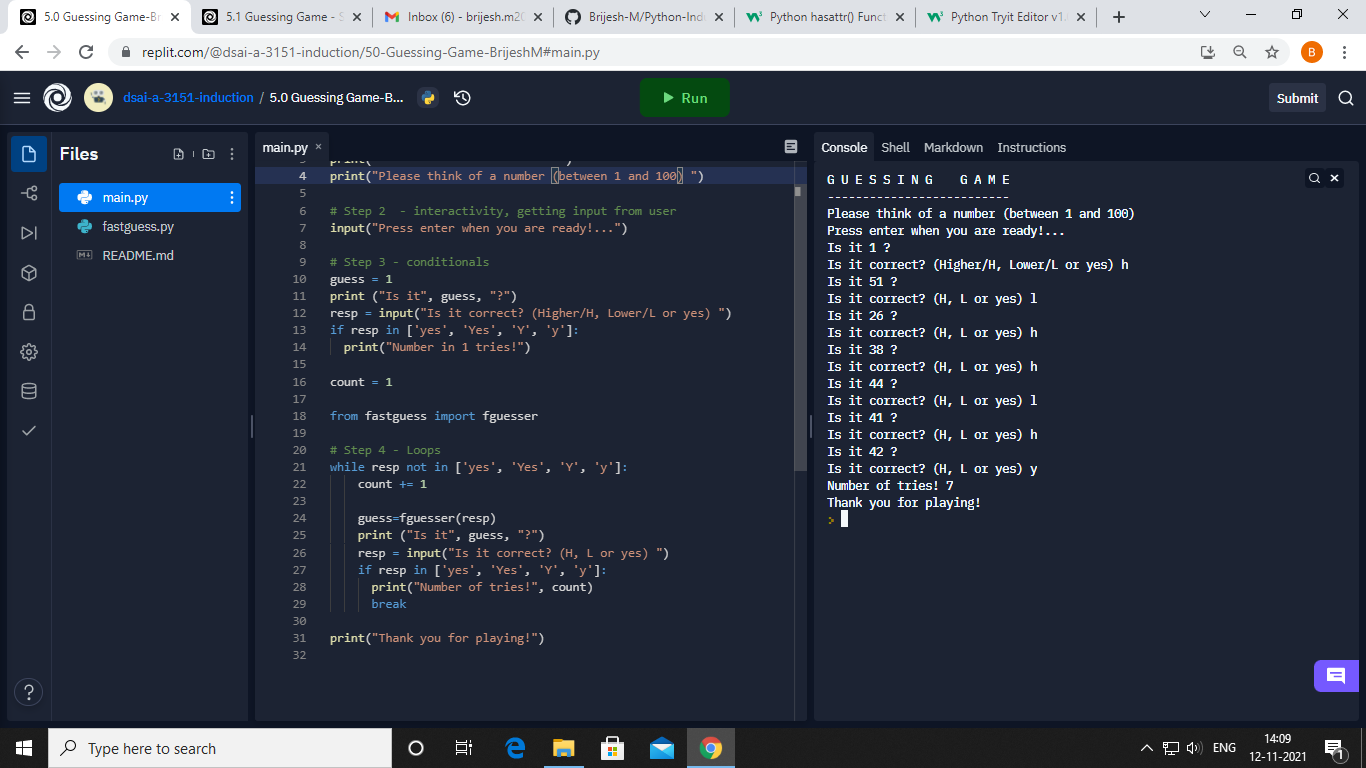 5.0 Guessing Game-Br
5.1 Guessing Game - S
Inbox (6) - brijesh.m20
Brijesh-M/Python-Ind
Python hasattr() Funct
Python Tryit Editor v1.
replit.com/@dsai-a-3151-induction/50-Guessing-Game-BrijeshM#main.py
B
dsai-a-3151-induction / 5.0 Guessing Game-B...
Run
Submit
Files
main.py
fastguess.py
README.md
main.py
4 print("Please think of a number (between 1 and 100) ")
5
6 # Step 2  - interactivity, getting input from user
7 input("Press enter when you are ready!...")
8
9 # Step 3 - conditionals
10 guess = 1
11 print ("Is it", guess, "?")
12 resp = input("Is it correct? (Higher/H, Lower/L or yes) ")
13 if resp in ['yes', 'Yes', 'Y', 'y']:
14 print("Number in 1 tries!")
15
16 count = 1
17
18 from fastguess import fguesser
19
20 # Step 4 - Loops
21 while resp not in ['yes', 'Yes', 'Y', 'y']:
22 count += 1
23
24 guess=fguesser(resp)
25 print ("Is it", guess, "?")
26 resp = input("Is it correct? (H, L or yes) ")
27 if resp in ['yes', 'Yes', 'Y', 'y']:
28 print("Number of tries!", count)
29 break
30
31 print("Thank you for playing!")
32
Console Shell Markdown Instructions
G U E S S I N G   G A M E
--------------------------
Please think of a number (between 1 and 100)
Press enter when you are ready!...
Is it 1 ?
Is it correct? (Higher/H, Lower/L or yes) h
Is it 51 ?
Is it correct? (H, L or yes) l
Is it 26 ?
Is it correct? (H, L or yes) h
Is it 38 ?
Is it correct? (H, L or yes) h
Is it 44 ?
Is it correct? (H, L or yes) l
Is it 41 ?
Is it correct? (H, L or yes) h
Is it 42 ?
Is it correct? (H, L or yes) y
Number of tries! 7
Thank you for playing!
>
?
Type here to search
ENG
14:09
12-11-2021
1